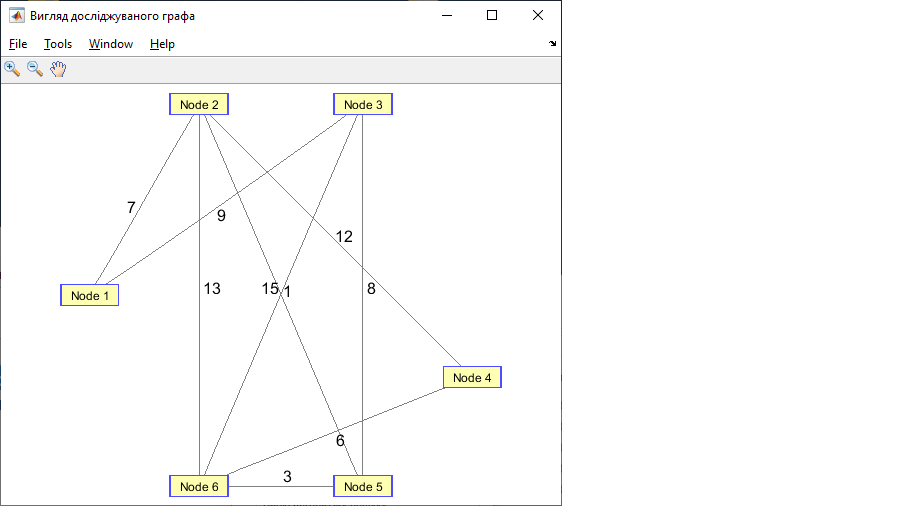 Вигляд досліджуваного графа
File Tools Window Help
Node 2 Node 3
7
9
12
13 15 1 8
Node 1
Node 4
6
3
Node 6 Node 5